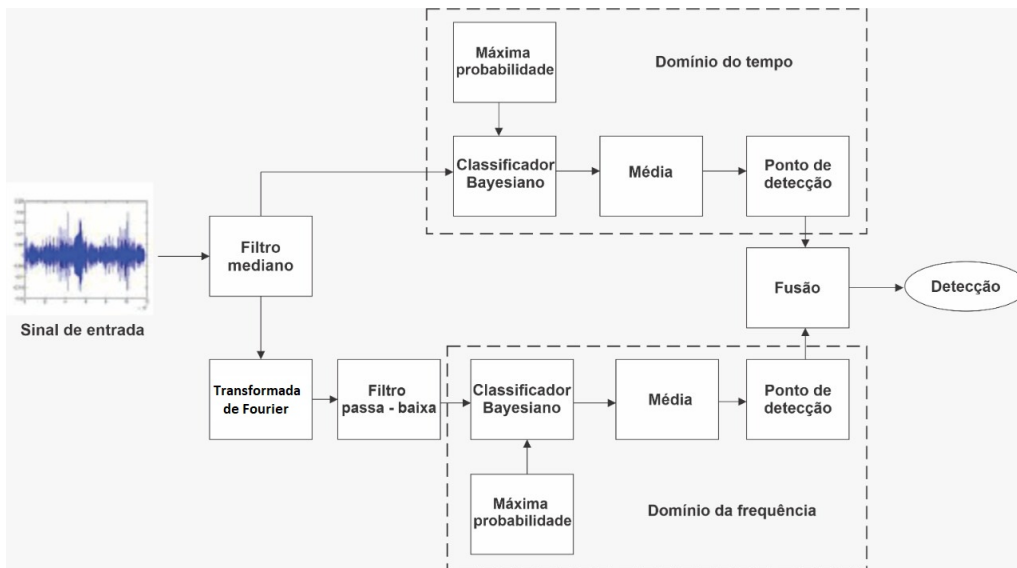 Máxima
probabilidade
Domínio do tempo
Classificador
Bayesiano
Média
Ponto de
detecção
Filtro
mediano
Sinal de entrada
Fusão
Detecção
Transformada
de Fourier
Filtro
passa - baixa
Classificador
Bayesiano
Média
Ponto de
detecção
Máxima
probabilidade
Domínio da frequência